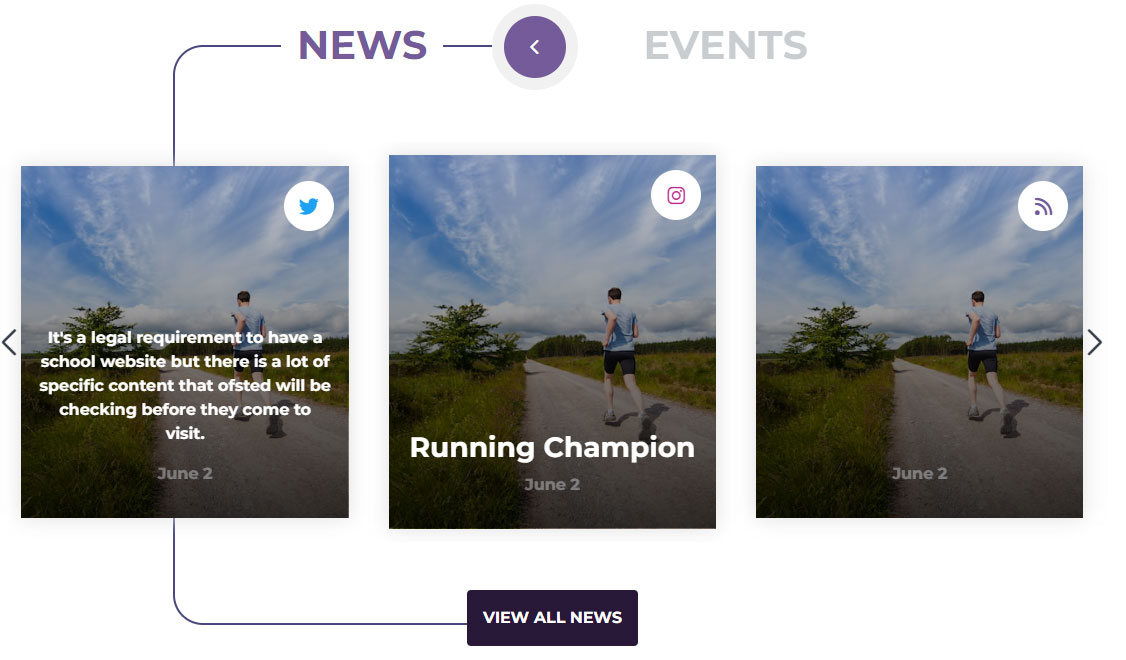 NEWS
EVENTS
It's a legal requirement to have a
school website but there is a lot of
specific content that ofsted will be
checking before they come to
visit.
June 2
Running Champion
June 2
June 2
VIEW ALL NEWS